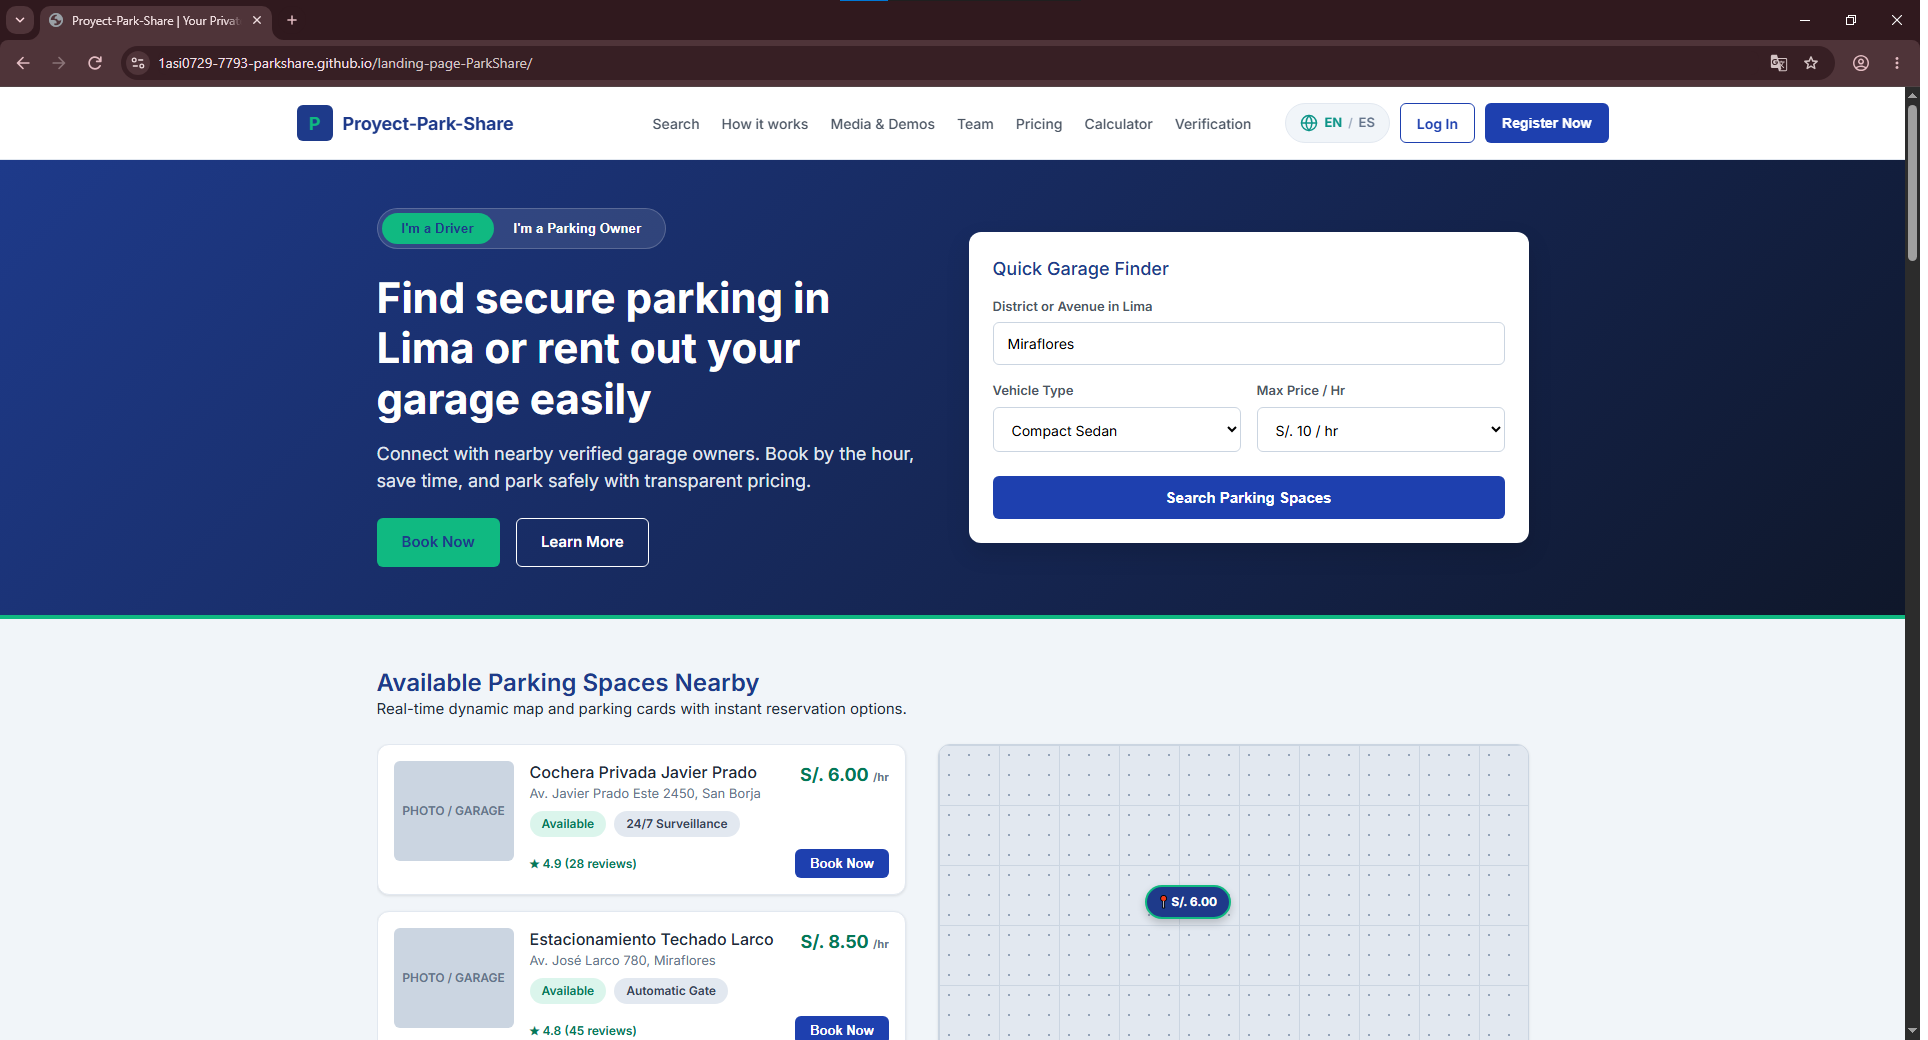 Proyect-Park-Share | Your Privat
1asi0729-7793-parkshare.github.io/landing-page-ParkShare/
P
Proyect-Park-Share
Search
How it works
Media & Demos
Team
Pricing
Calculator
Verification
EN / ES
Log In
Register Now
I'm a Driver
I'm a Parking Owner
Find secure parking in
Lima or rent out your
garage easily
Connect with nearby verified garage owners. Book by the hour,
save time, and park safely with transparent pricing.
Book Now
Learn More
Quick Garage Finder
District or Avenue in Lima
Miraflores
Vehicle Type
Max Price / Hr
Compact Sedan
S/. 10 / hr
Search Parking Spaces
Available Parking Spaces Nearby
Real-time dynamic map and parking cards with instant reservation options.
PHOTO / GARAGE
Cochera Privada Javier Prado
S/. 6.00 /hr
Av. Javier Prado Este 2450, San Borja
Available
24/7 Surveillance
★ 4.9 (28 reviews)
Book Now
PHOTO / GARAGE
Estacionamiento Techado Larco
S/. 8.50 /hr
Av. José Larco 780, Miraflores
Available
Automatic Gate
★ 4.8 (45 reviews)
Book Now
S/. 6.00